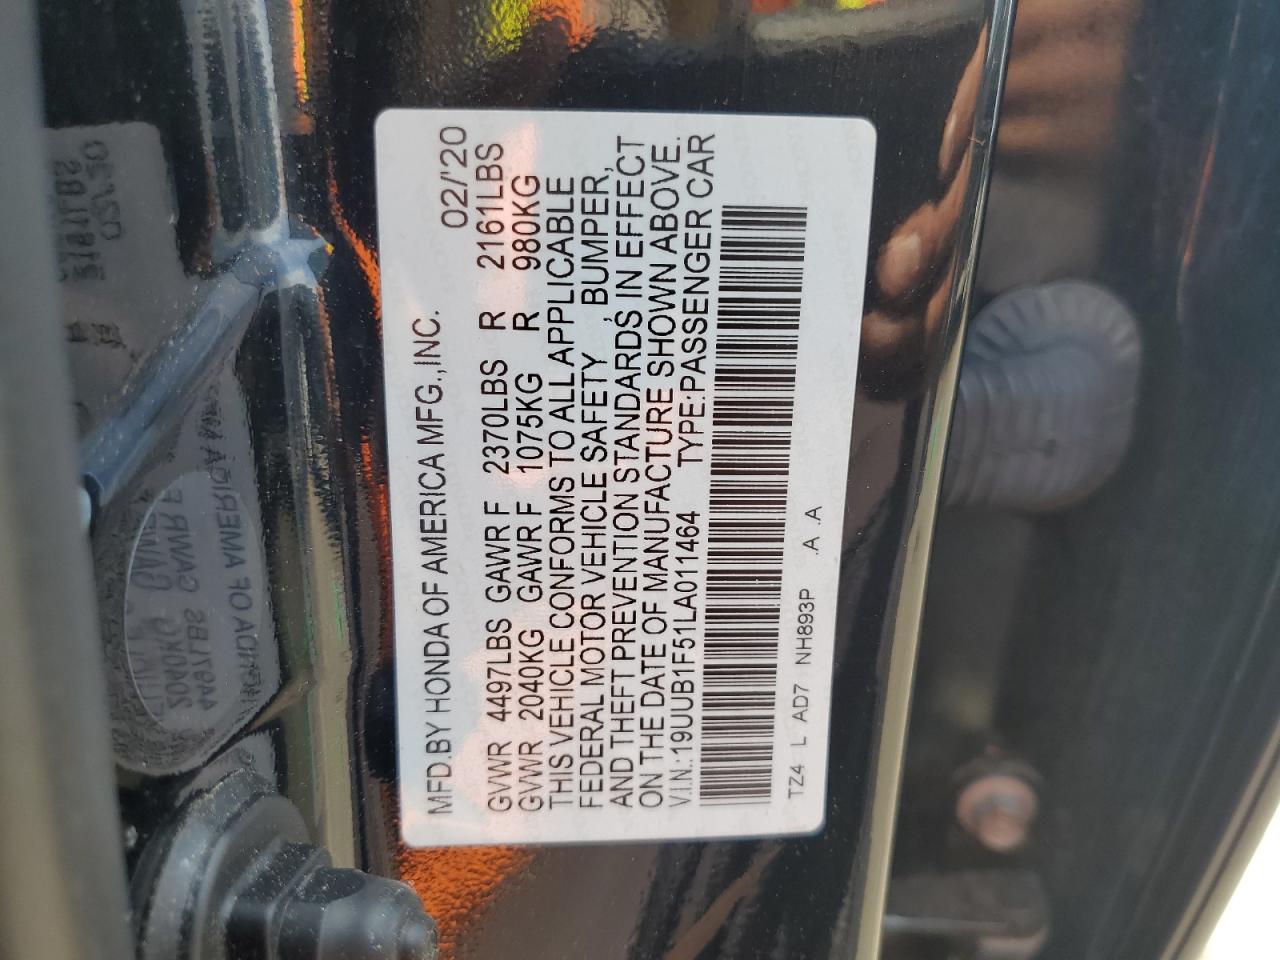 MFD.BY HONDA OF AMERICA MFG.,INC. 02/'20
GVWR 4497LBS GAWR F 2370LBS R 2161LBS
GVWR 2040KG GAWR F 1075KG R 980KG
THIS VEHICLE CONFORMS TO ALL APPLICABLE
FEDERAL MOTOR VEHICLE SAFETY, BUMPER,
AND THEFT PREVENTION STANDARDS IN EFFECT
ON THE DATE OF MANUFACTURE SHOWN ABOVE.
V.I.N.:19UUB1F51LA011464 TYPE:PASSENGER CAR
TZ4 L AD7 NH893P .A .A